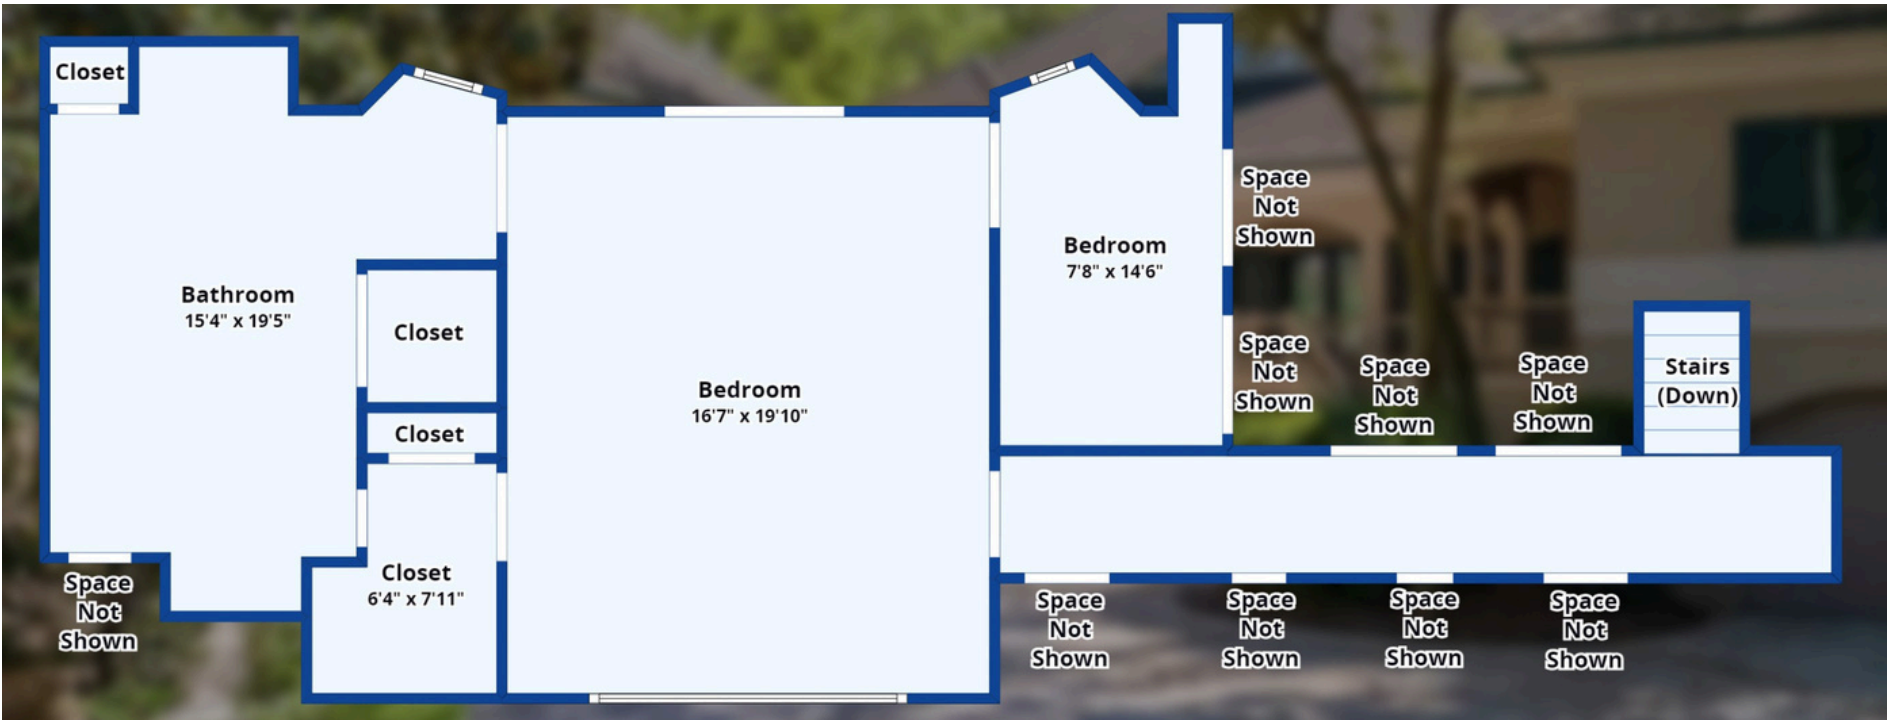 Closet
Bathroom
15'4" x 19'5"
Closet
Closet
Closet
6'4" x 7'11"
Space
Not
Shown
Bedroom
16'7" x 19'10"
Bedroom
7'8" x 14'6"
Space
Not
Shown
Space
Not
Shown
Space
Not
Shown
Space
Not
Shown
Stairs
(Down)
Space
Not
Shown
Space
Not
Shown
Space
Not
Shown
Space
Not
Shown